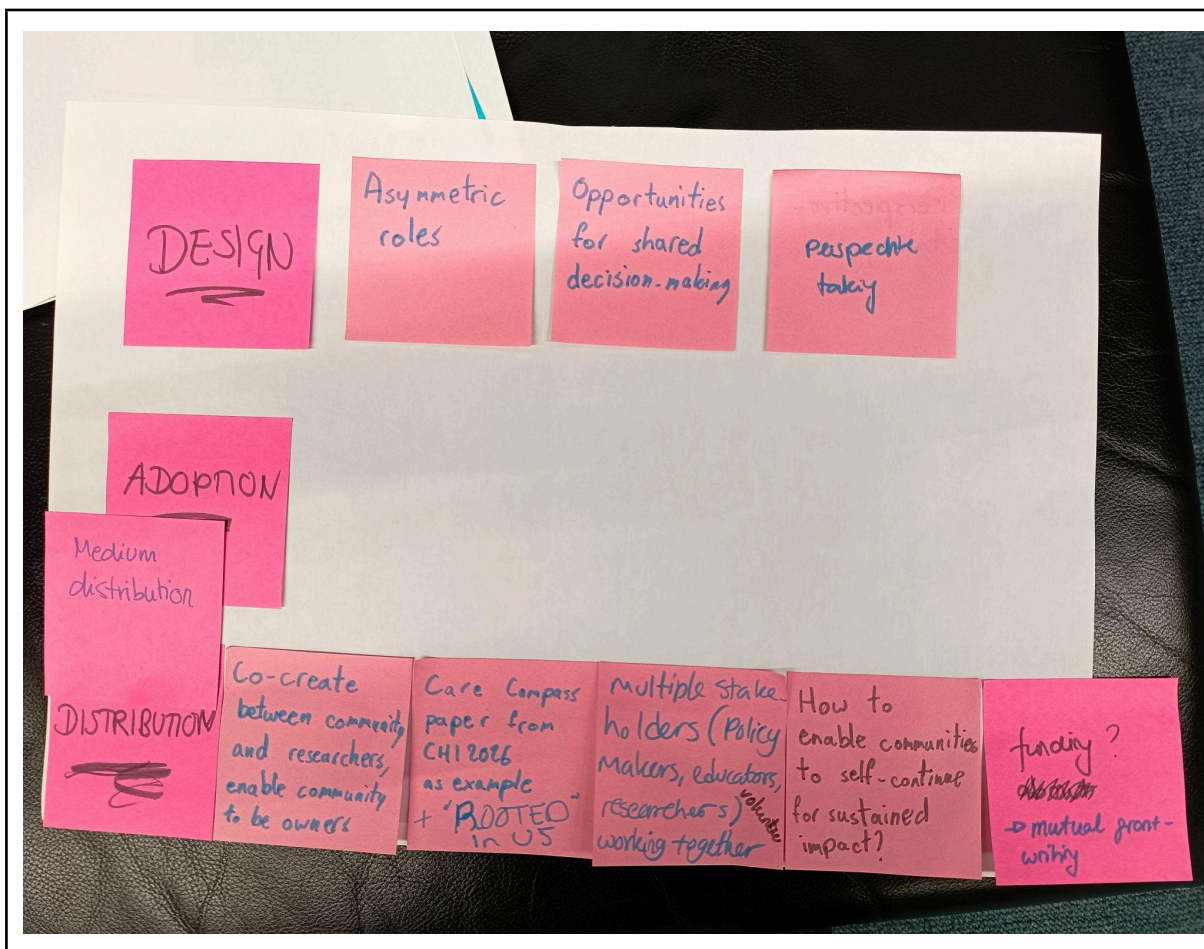 DESIGN
Asymmetric
roles
Opportunities
for shared
decision-making
perspective
taking
ADOPTION
Medium
distribution
DISTRIBUTION
Co-create
between community
and researchers,
enable community
to be owners
Care Compass
paper from
CHI 2026
as example
+ "ROOTED"
in US
multiple stake-
holders (Policy
Makers, educators,
researchers) volunteers
working together
How to
enable communities
to self-continue
for sustained
impact?
funding?
→ mutual grant-
writing